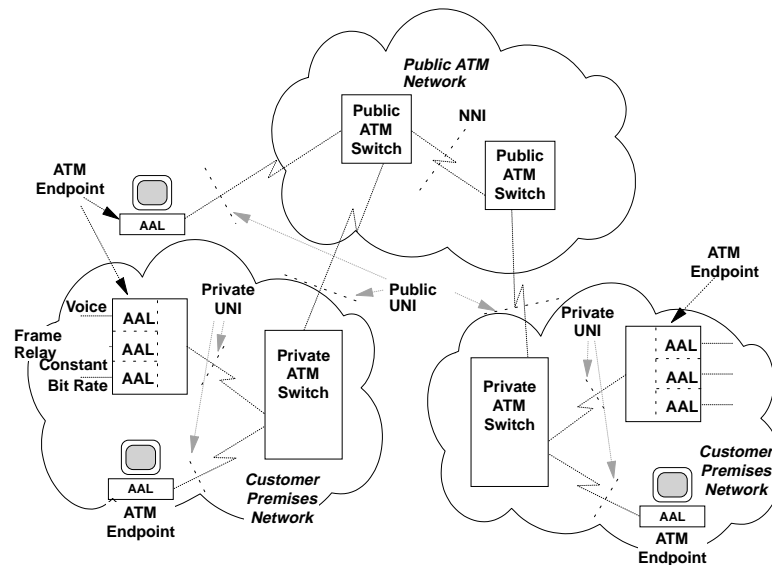 Public ATM
Network
Public
ATM
Switch
NNI
Public
ATM
Switch
ATM
Endpoint
AAL
ATM
Endpoint
Voice
AAL
Frame
Relay
AAL
Constant
Bit Rate
AAL
Private
UNI
Public
UNI
Private
UNI
AAL
AAL
AAL
Private
ATM
Switch
Private
ATM
Switch
AAL
ATM
Endpoint
Customer
Premises
Network
Customer
Premises
Network
AAL
ATM
Endpoint